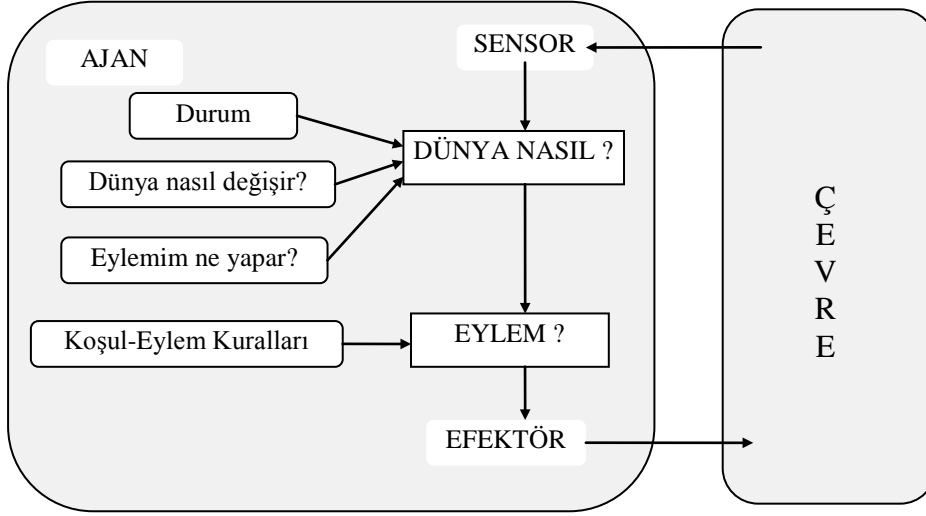 AJAN
SENSOR
Durum
DÜNYA NASIL ?
Dünya nasıl değişir?
Eylemim ne yapar?
Koşul-Eylem Kuralları
EYLEM ?
EFEKTÖR
Ç
E
V
R
E